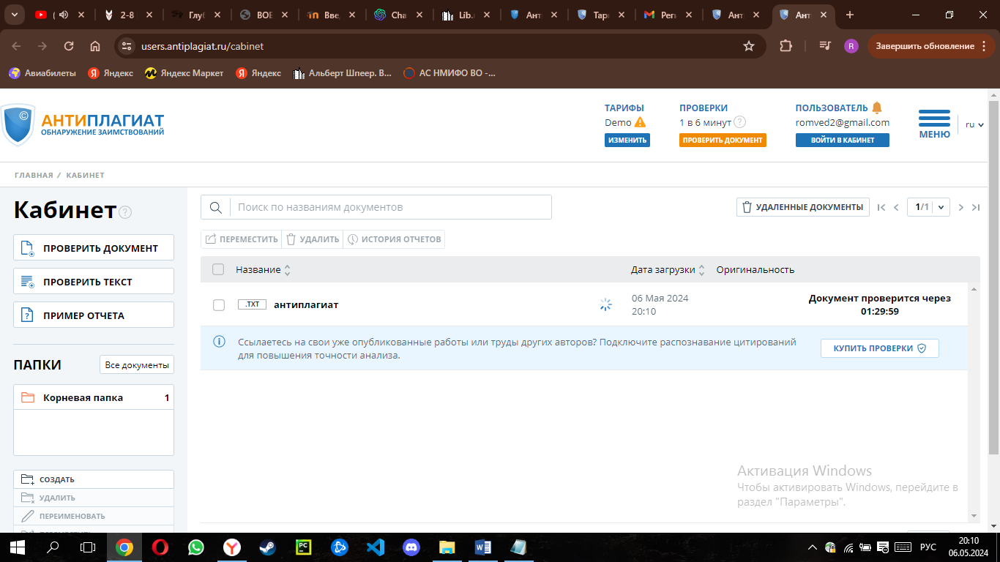 2-8
Глу
ВОЕ
Вве
Cha
Lib.
Ант
Тар
Реги
Ант
Ант
users.antiplagiat.ru/cabinet
R
Завершить обновление
Авиабилеты
Яндекс
Яндекс Маркет
Яндекс
Альберт Шпеер. В...
АС НМИФО ВО -...
АНТИПЛАГИАТ
ОБНАРУЖЕНИЕ ЗАИМСТВОВАНИЙ
ТАРИФЫ
Demo
ИЗМЕНИТЬ
ПРОВЕРКИ
1 в 6 минут ?
ПРОВЕРИТЬ ДОКУМЕНТ
ПОЛЬЗОВАТЕЛЬ
romved2@gmail.com
ВОЙТИ В КАБИНЕТ
МЕНЮ
ru
ГЛАВНАЯ / КАБИНЕТ
Кабинет ?
ПРОВЕРИТЬ ДОКУМЕНТ
ПРОВЕРИТЬ ТЕКСТ
ПРИМЕР ОТЧЕТА
ПАПКИ
Все документы
Корневая папка 1
СОЗДАТЬ
УДАЛИТЬ
ПЕРЕИМЕНОВАТЬ
Поиск по названиям документов
УДАЛЕННЫЕ ДОКУМЕНТЫ
1/1
ПЕРЕМЕСТИТЬ
УДАЛИТЬ
ИСТОРИЯ ОТЧЕТОВ
Название
Дата загрузки
Оригинальность
.TXT
антиплагиат
06 Мая 2024
20:10
Документ проверится через
01:29:59
Ссылаетесь на свои уже опубликованные работы или труды других авторов? Подключите распознавание цитирований
для повышения точности анализа.
КУПИТЬ ПРОВЕРКИ
Активация Windows
Чтобы активировать Windows, перейдите в
раздел "Параметры".
РУС
20:10
06.05.2024